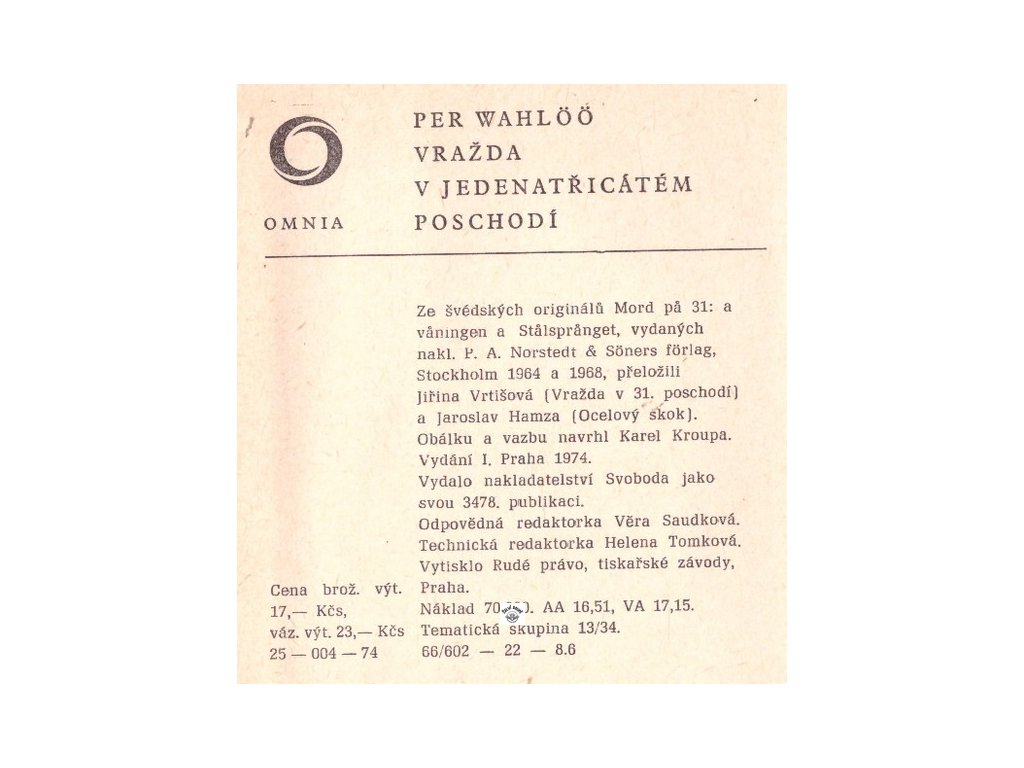 PER WAHLÖÖ
VRAŽDA
V JEDENATŘICÁTÉM
POSCHODÍ
OMNIA
Ze švédských originálů Mord på 31: a
våningen a Stålsprånget, vydaných
nakl. P. A. Norstedt & Söners förlag,
Stockholm 1964 a 1968, přeložili
Jiřina Vrtišová (Vražda v 31. poschodí)
a Jaroslav Hamza (Ocelový skok).
Obálku a vazbu navrhl Karel Kroupa.
Vydání I. Praha 1974.
Vydalo nakladatelství Svoboda jako
svou 3478. publikaci.
Odpovědná redaktorka Věra Saudková.
Technická redaktorka Helena Tomková.
Vytisklo Rudé právo, tiskařské závody,
Praha.
Náklad AA 16,51, VA 17,15.
Tematická skupina 13/34.
66/602 — 22 — 8.6
Cena brož. výt.
17,— Kčs,
váz. výt. 23,— Kčs
25 — 004 — 74